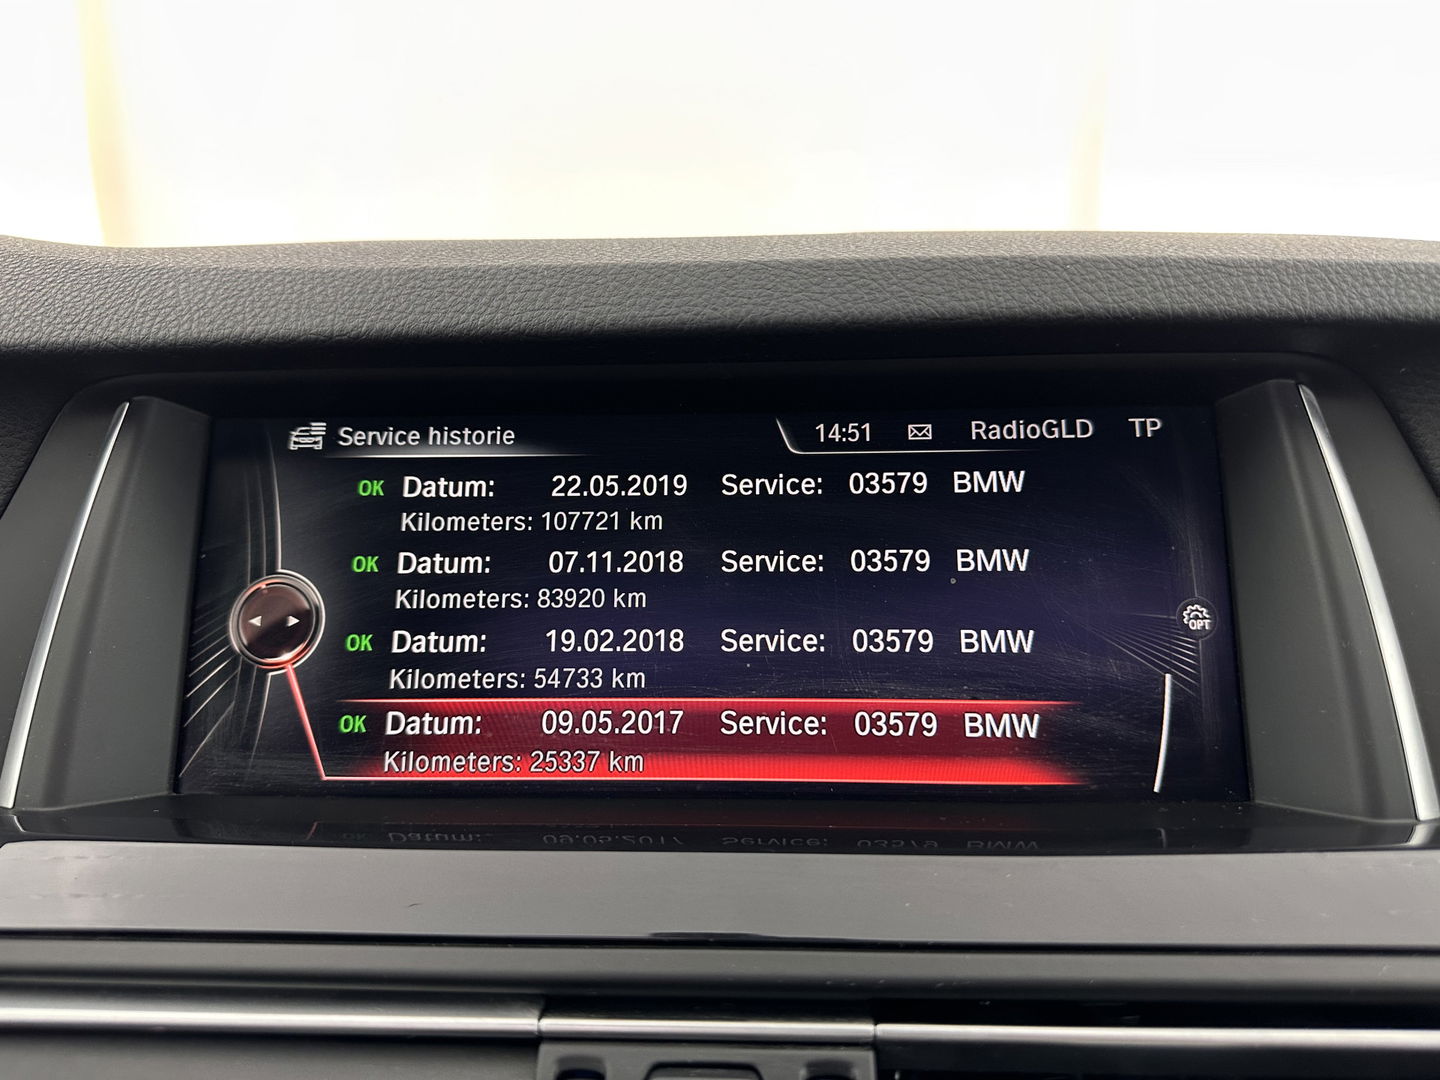 Service historie 14:51 RadioGLD TP
OK Datum: 22.05.2019 Service: 03579 BMW
Kilometers: 107721 km
OK Datum: 07.11.2018 Service: 03579 BMW
Kilometers: 83920 km
OK Datum: 19.02.2018 Service: 03579 BMW
Kilometers: 54733 km
OPT
OK Datum: 09.05.2017 Service: 03579 BMW
Kilometers: 25337 km